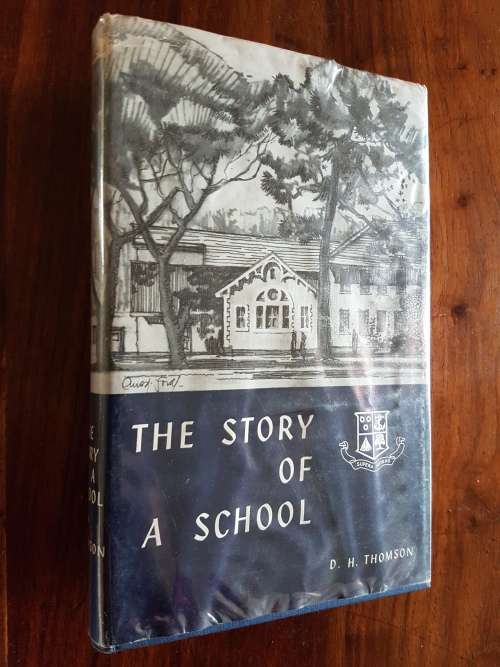 THE STORY
OF
A SCHOOL
D. H. THOMSON